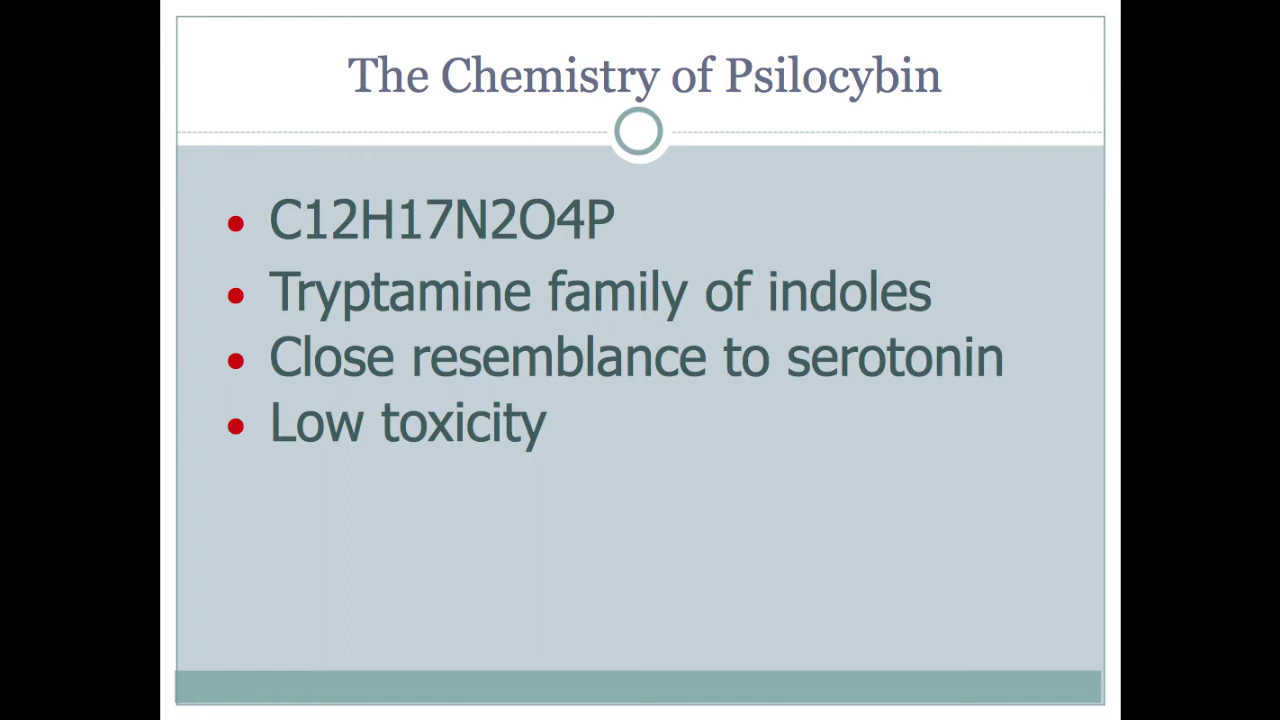 The Chemistry of Psilocybin
• C12H17N2O4P
• Tryptamine family of indoles
• Close resemblance to serotonin
• Low toxicity